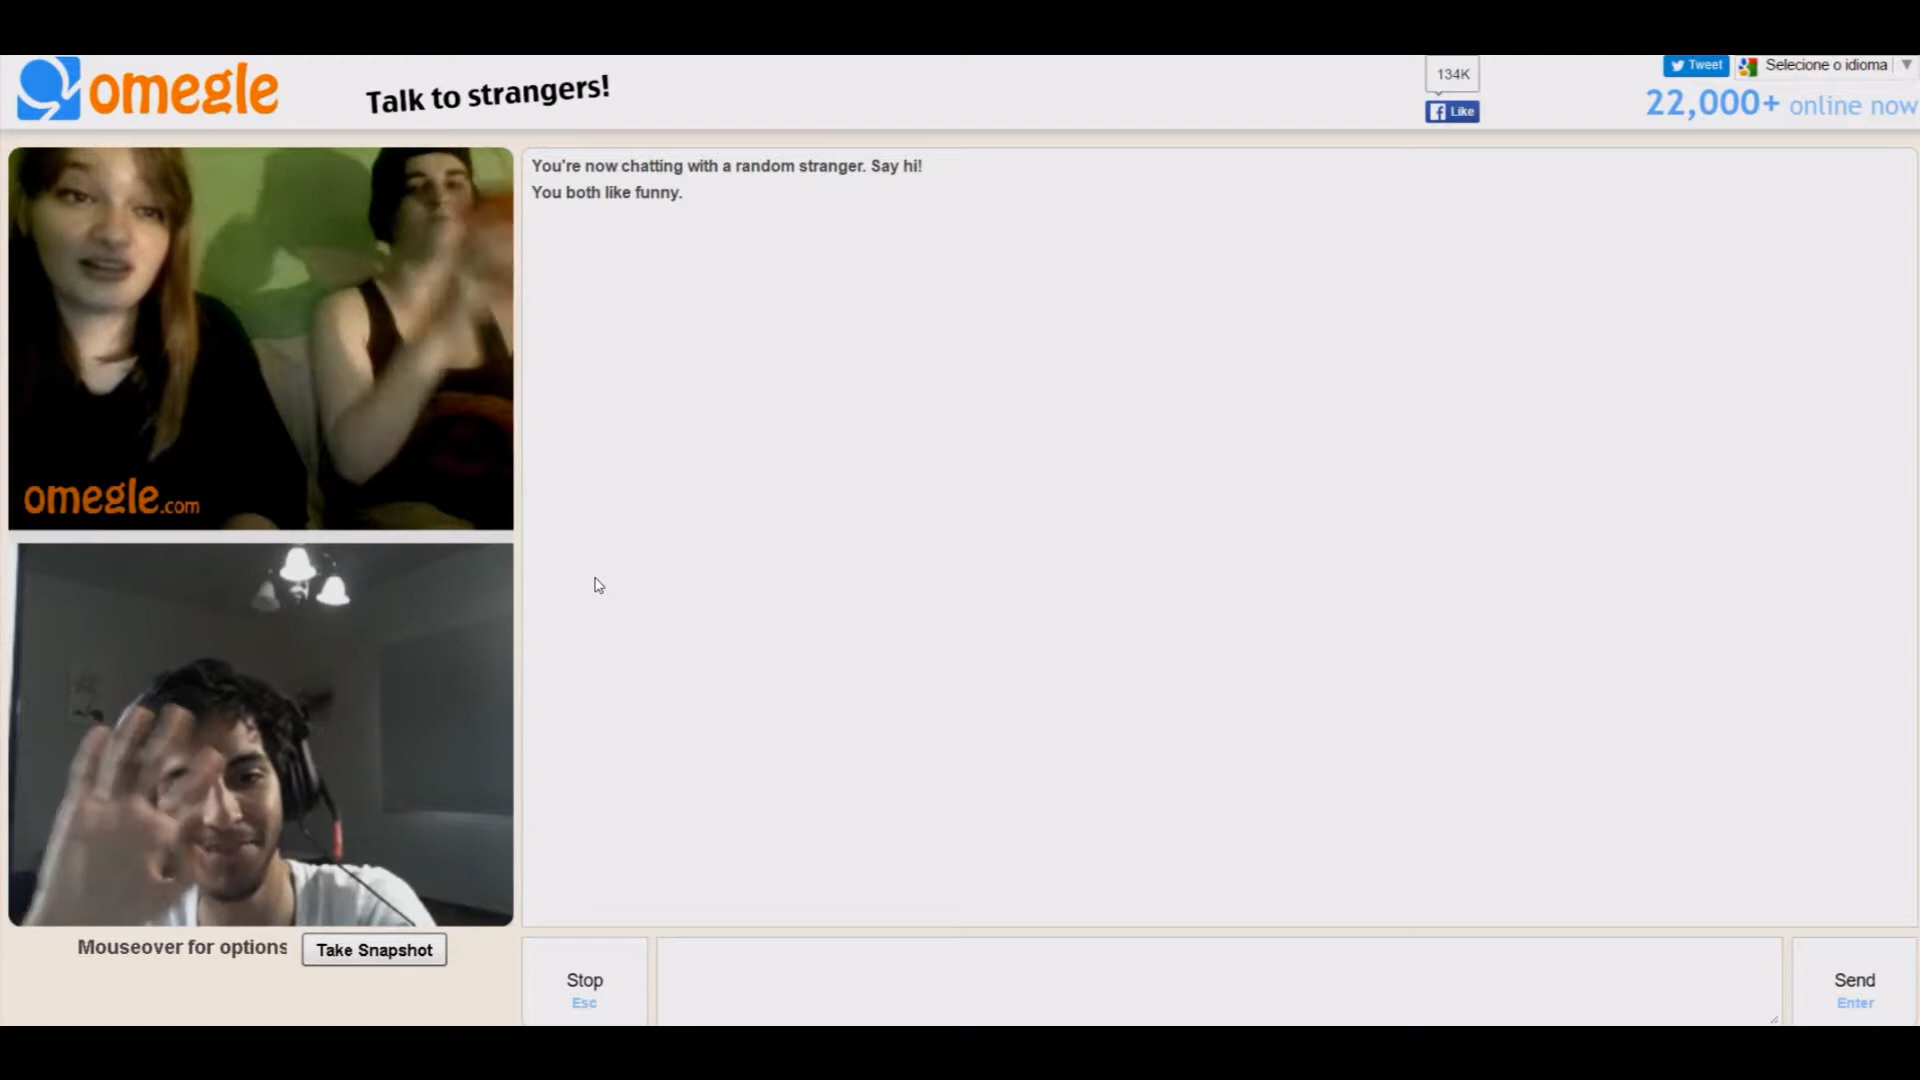 omegle
Talk to strangers!
134K
Like
Tweet
Selecione o idioma
22,000+ online now
You're now chatting with a random stranger. Say hi!
You both like funny.
omegle.com
Mouseover for options
Take Snapshot
Stop
Esc
Send
Enter